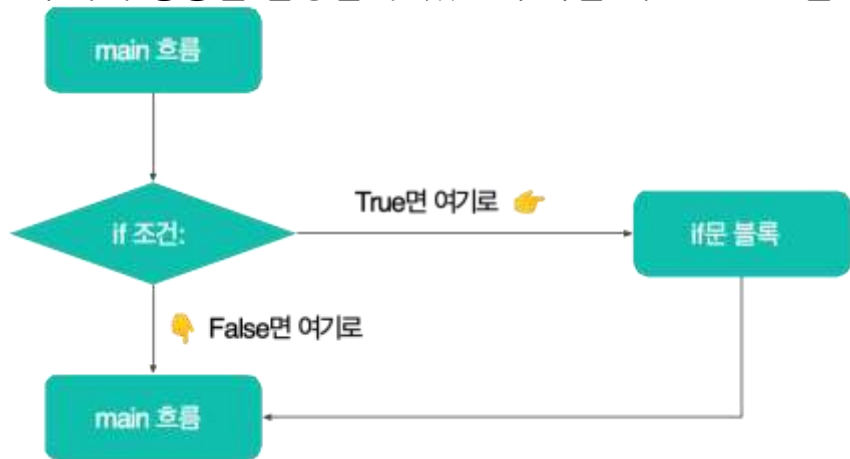 main 흐름
if 조건:
True면 여기로 👉
if문 블록
👇 False면 여기로
main 흐름